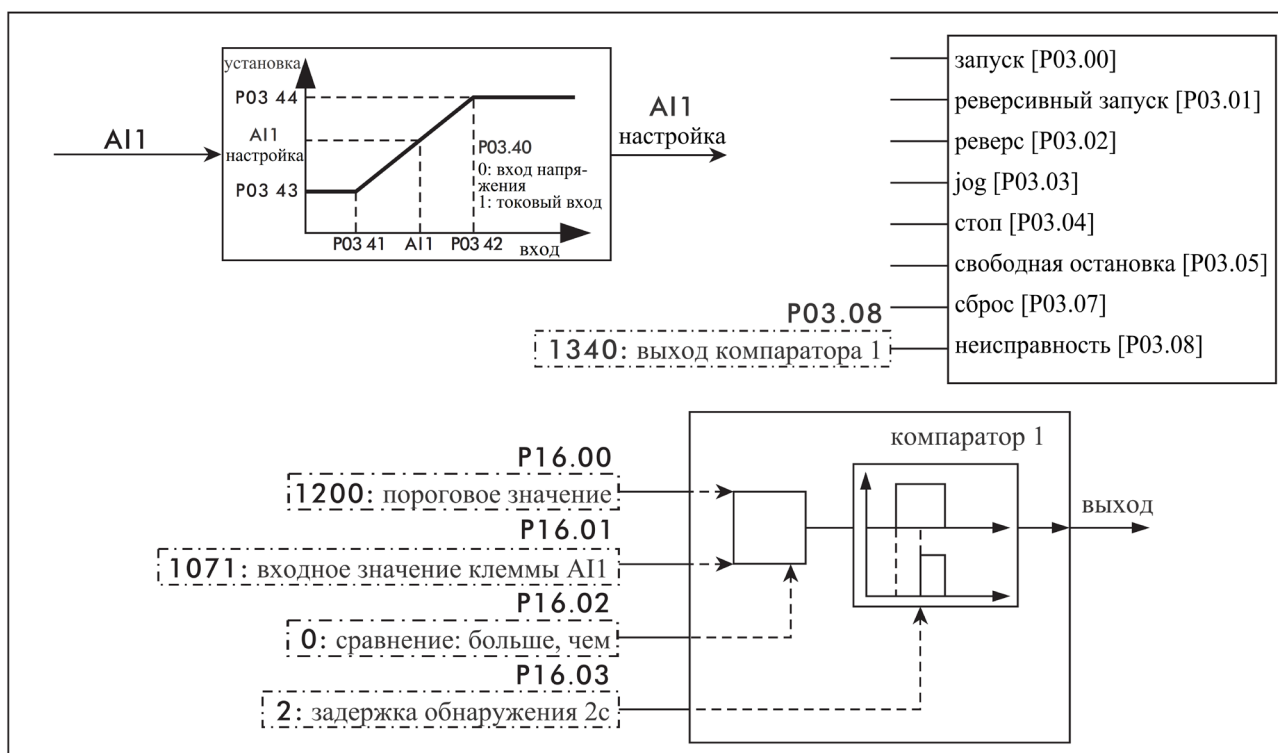 установка
P03 44
AI1
настройка
P03 43
P03.40
0: вход напря-
жения
1: токовый вход
P03 41
AI1
P03 42
вход
AI1
AI1
настройка
запуск [P03.00]
реверсивный запуск [P03.01]
реверс [P03.02]
jog [P03.03]
стоп [P03.04]
свободная остановка [P03.05]
сброс [P03.07]
неисправность [P03.08]
P03.08
1340: выход компаратора 1
компаратор 1
P16.00
1200: пороговое значение
P16.01
1071: входное значение клеммы AI1
P16.02
0: сравнение: больше, чем
P16.03
2: задержка обнаружения 2с
выход